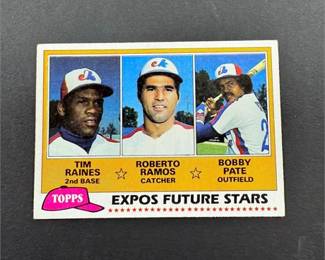 TIM
RAINES
2nd BASE
ROBERTO
RAMOS
CATCHER
BOBBY
PATE
OUTFIELD
TOPPS
EXPOS FUTURE STARS